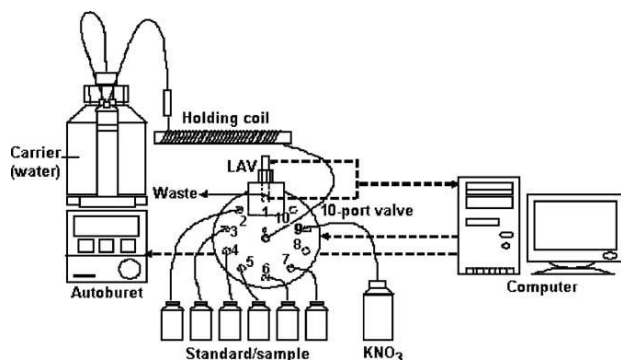 Holding coil
Carrier
(water)
LAV
Waste
1
10
10-port valve
2
9
3
8
4
5
6
7
Autoburet
Computer
Standard/sample
KNO3